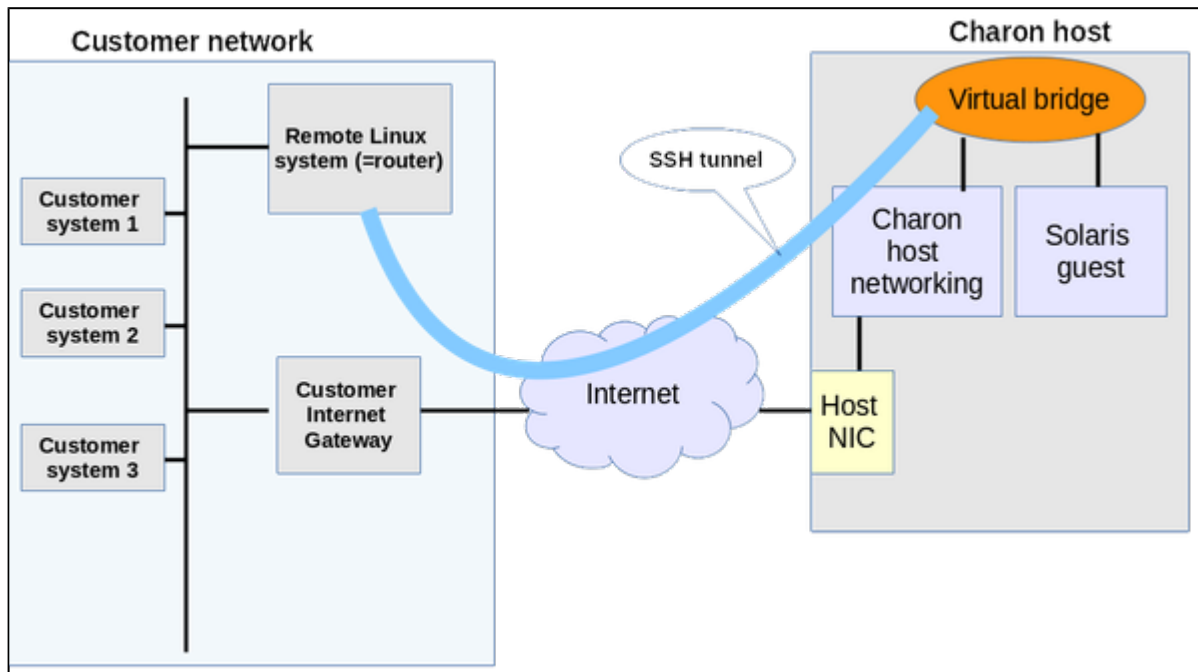 Customer network
Charon host
Remote Linux
system (=router)
Customer
system 1
Customer
system 2
Customer
system 3
Customer
Internet
Gateway
SSH tunnel
Internet
Virtual bridge
Charon
host
networking
Solaris
guest
Host
NIC